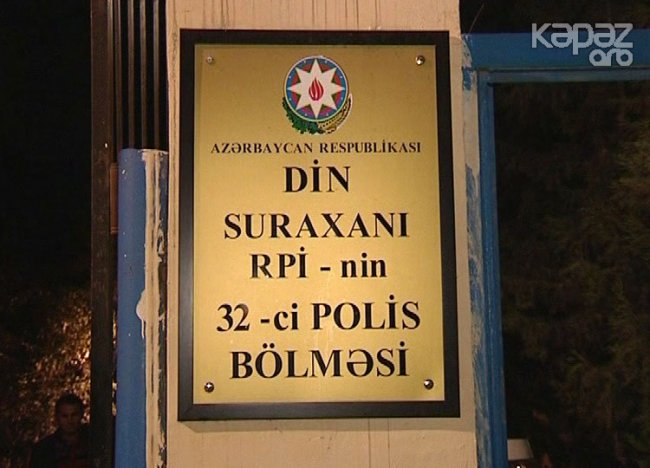 Kəpəz
ARB
AZƏRBAYCAN RESPUBLİKASI
DİN
SURAXANI
RPİ - nin
32 -ci POLİS
BÖLMƏSİ